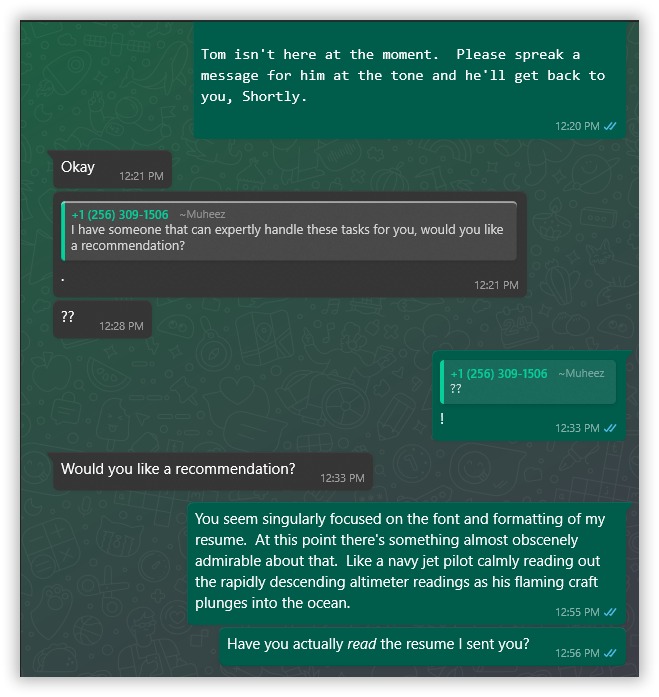 Tom isn't here at the moment.  Please spreak a
message for him at the tone and he'll get back to
you, Shortly.
12:20 PM
Okay
12:21 PM
+1 (256) 309-1506 ~Muheez
I have someone that can expertly handle these tasks for you, would you like
a recommendation?
.
12:21 PM
??
12:28 PM
+1 (256) 309-1506 ~Muheez
??
!
12:33 PM
Would you like a recommendation?
12:33 PM
You seem singularly focused on the font and formatting of my
resume.  At this point there's something almost obscenely
admirable about that.  Like a navy jet pilot calmly reading out
the rapidly descending altimeter readings as his flaming craft
plunges into the ocean.
12:55 PM
Have you actually read the resume I sent you?
12:56 PM